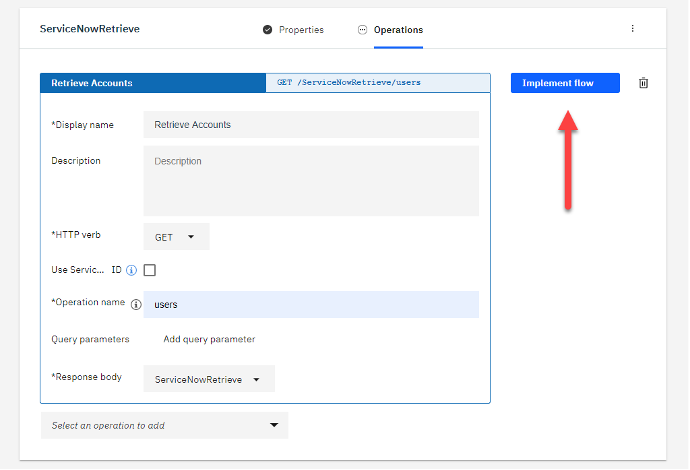 ServiceNowRetrieve
Properties
Operations
Retrieve Accounts
GET /ServiceNowRetrieve/users
Implement flow
*Display name
Retrieve Accounts
Description
Description
*HTTP verb
GET
Use Servic... ID
*Operation name
users
Query parameters
Add query parameter
*Response body
ServiceNowRetrieve
Select an operation to add